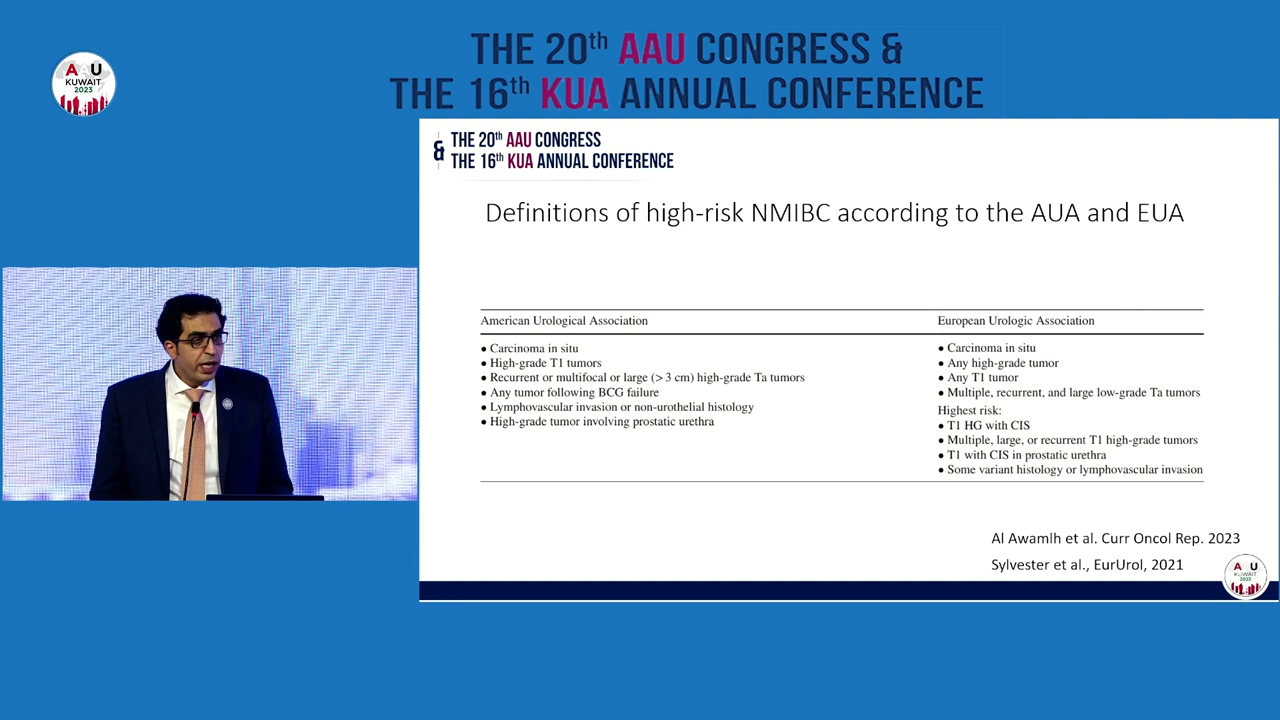 THE 20th AAU CONGRESS &
THE 16th KUA ANNUAL CONFERENCE
AAU
KUWAIT
2023
& THE 20th AAU CONGRESS
THE 16th KUA ANNUAL CONFERENCE
Definitions of high-risk NMIBC according to the AUA and EUA
American Urological Association
• Carcinoma in situ
• High-grade T1 tumors
• Recurrent or multifocal or large (> 3 cm) high-grade Ta tumors
• Any tumor following BCG failure
• Lymphovascular invasion or non-urothelial histology
• High-grade tumor involving prostatic urethra
European Urologic Association
• Carcinoma in situ
• Any high-grade tumor
• Any T1 tumor
• Multiple, recurrent, and large low-grade Ta tumors
Highest risk:
• T1 HG with CIS
• Multiple, large, or recurrent T1 high-grade tumors
• T1 with CIS in prostatic urethra
• Some variant histology or lymphovascular invasion
Al Awamlh et al. Curr Oncol Rep. 2023
Sylvester et al., EurUrol, 2021
AAU
KUWAIT
2023